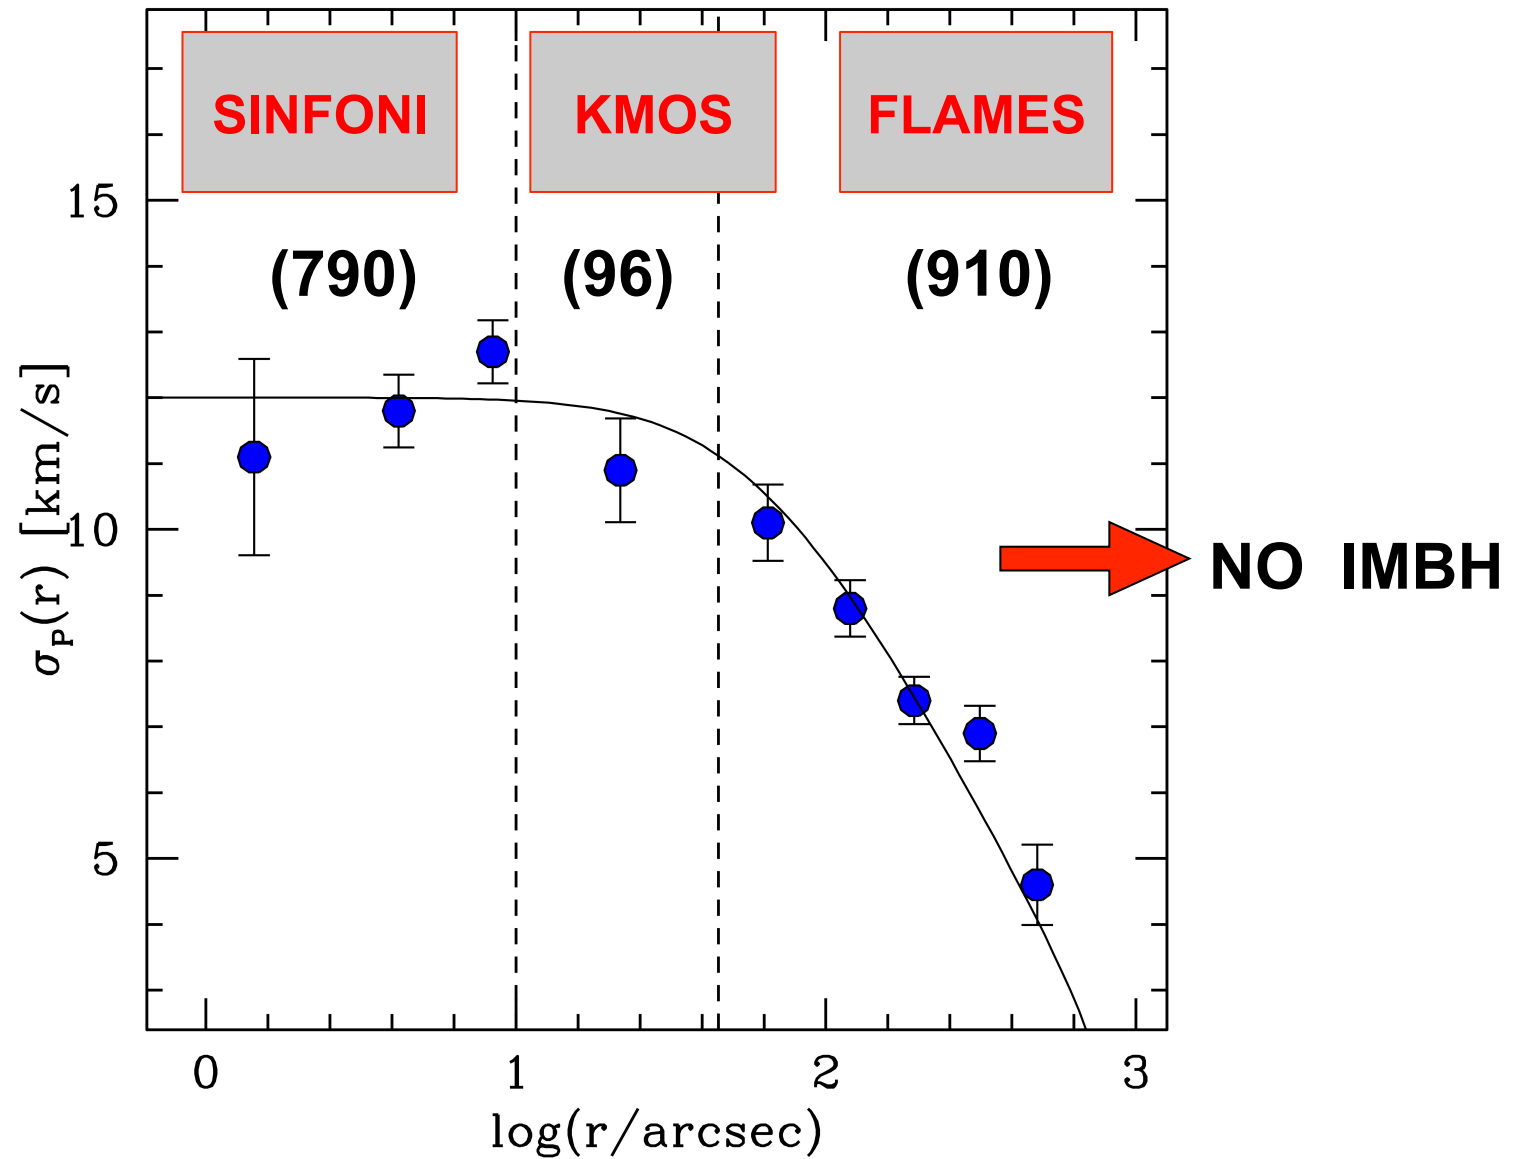 SINFONI KMOS FLAMES
15
(790) (96) (910)
σP(r) [km/s]
10
NO IMBH
5
0 1 2 3
log(r/arcsec)